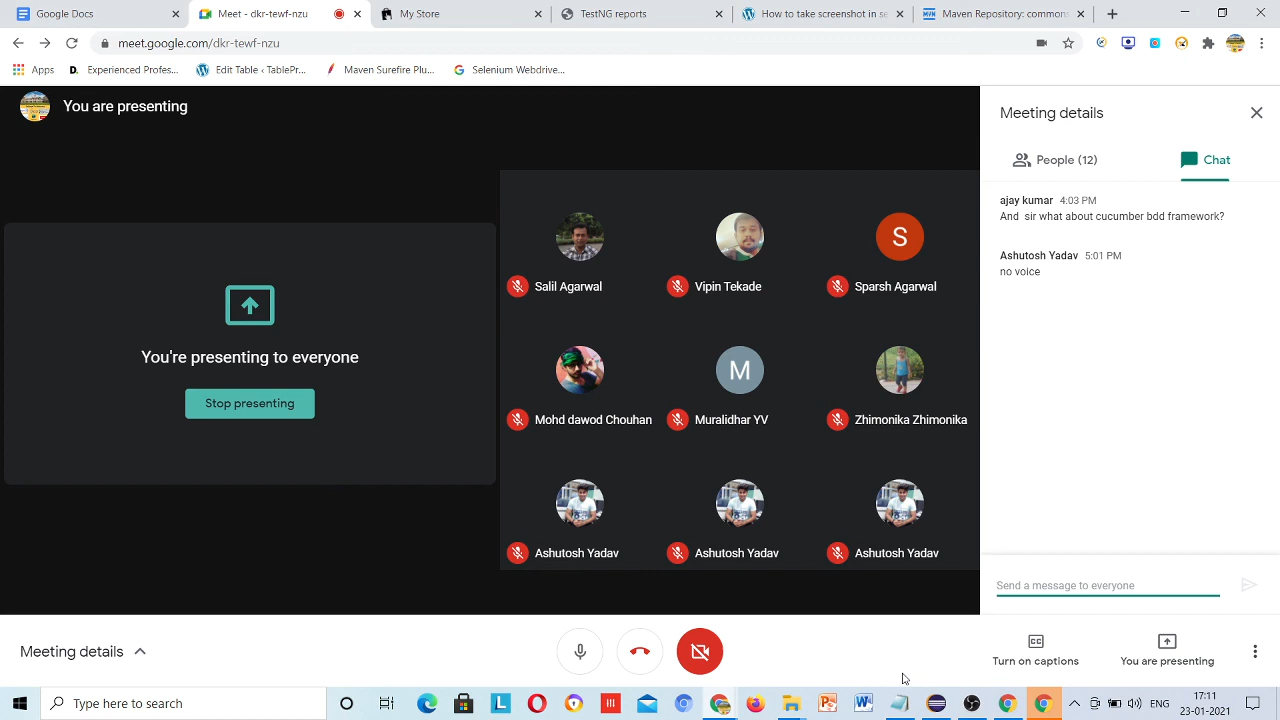 Google Docs
Meet - dkr-tewf-nzu
My Store
TestNG reports
How to take screenshot in se
Maven Repository: commons
meet.google.com/dkr-tewf-nzu
Apps
D. Experienced Profes...
Edit Table ‹ TablePr...
Maven Surefire Plu...
Selenium Webdrive...
You are presenting
Meeting details
People (12)
Chat
ajay kumar 4:03 PM
And sir what about cucumber bdd framework?
Ashutosh Yadav 5:01 PM
no voice
You're presenting to everyone
Stop presenting
Salil Agarwal
Vipin Tekade
S
Sparsh Agarwal
Mohd dawod Chouhan
M
Muralidhar YV
Zhimonika Zhimonika
Ashutosh Yadav
Ashutosh Yadav
Ashutosh Yadav
Send a message to everyone
Meeting details
CC
Turn on captions
You are presenting
Type here to search
L
ENG
17:11
23-01-2021